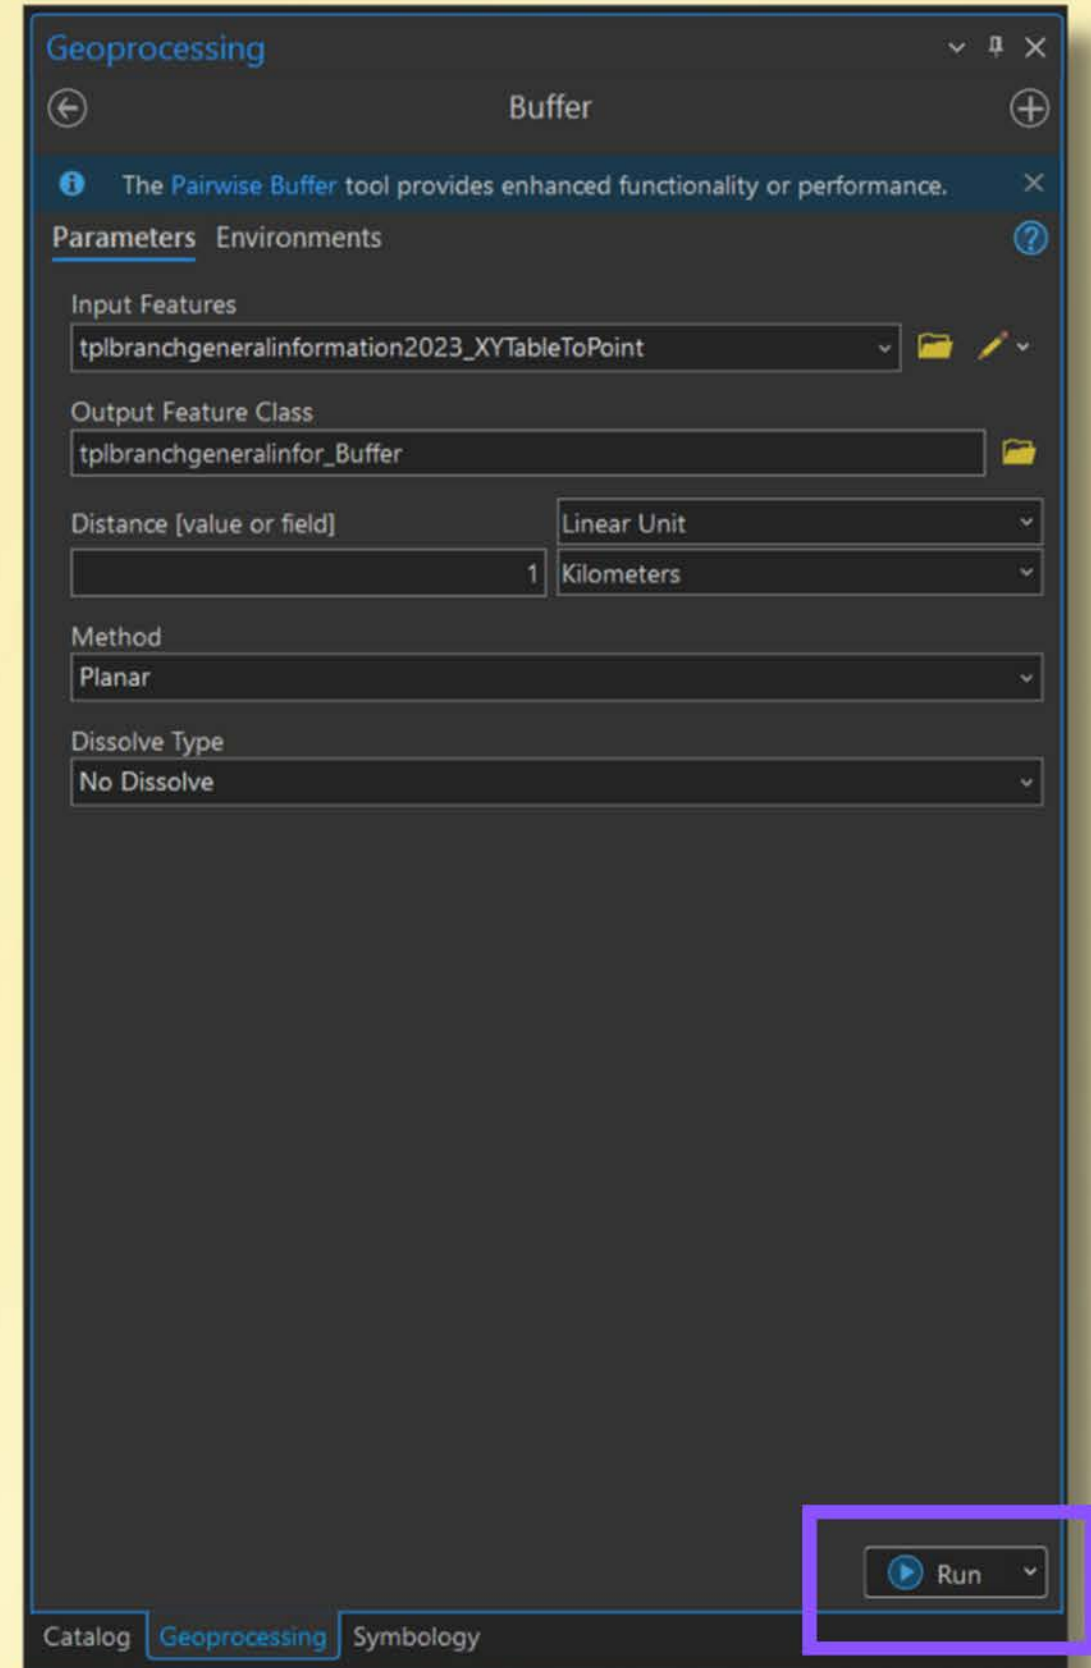 Geoprocessing
Buffer
The Pairwise Buffer tool provides enhanced functionality or performance.
Parameters Environments
Input Features
tplbranchgeneralinformation2023_XYTableToPoint
Output Feature Class
tplbranchgeneralinfor_Buffer
Distance [value or field] Linear Unit
1 Kilometers
Method
Planar
Dissolve Type
No Dissolve
Run
Catalog Geoprocessing Symbology